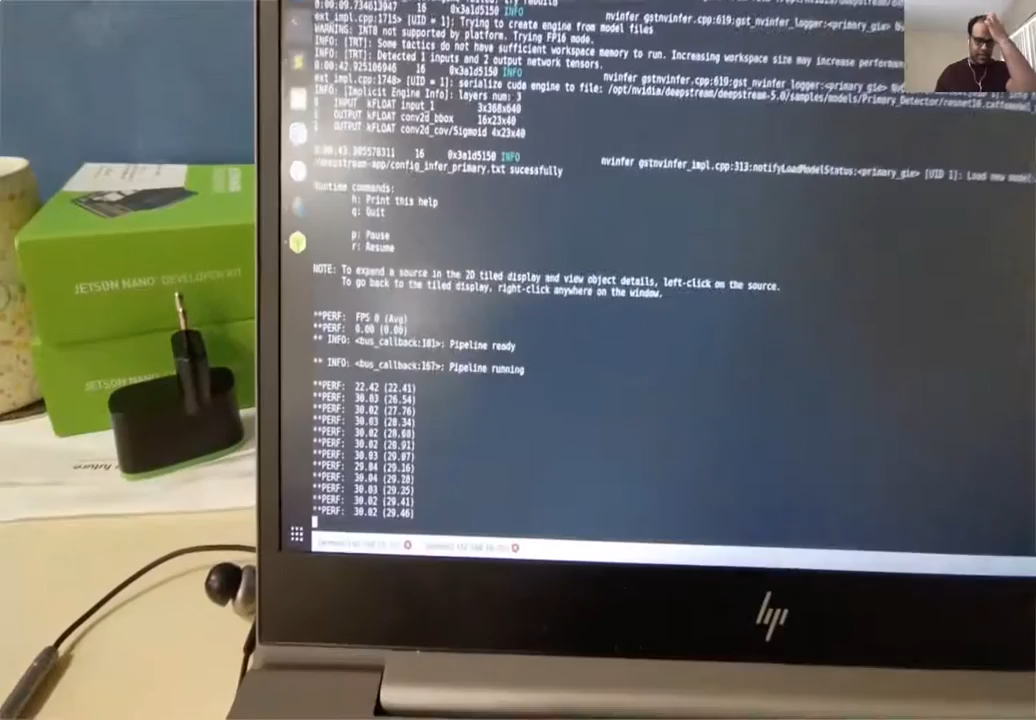 0:00:09.734613947 16 0x3a1d5150 INFO nvinfer gstnvinfer.cpp:619:gst_nvinfer_logger:<primary_gie>
ext_impl.cpp:1715> [UID = 1]: Trying to create engine from model files
WARNING: INT8 not supported by platform. Trying FP16 mode.
INFO: [TRT]: Some tactics do not have sufficient workspace memory to run. Increasing workspace size may increase
INFO: [TRT]: Detected 1 inputs and 2 output network tensors.
0:00:42.925106946 16 0x3a1d5150 INFO nvinfer gstnvinfer.cpp:619:gst_nvinfer_logger:<primary_gie>
ext_impl.cpp:1748> [UID = 1]: serialize cuda engine to file: /opt/nvidia/deepstream/deepstream-5.0/samples/models/Primary_Detector/resnet10.caffemodel
INFO: [Implicit Engine Info]: layers num: 3
0 INPUT kFLOAT input_1 3x368x640
1 OUTPUT kFLOAT conv2d_bbox 16x23x40
2 OUTPUT kFLOAT conv2d_cov/Sigmoid 4x23x40
0:00:43.305578311 16 0x3a1d5150 INFO nvinfer gstnvinfer_impl.cpp:313:notifyLoadModelStatus:<primary_gie> [UID 1]: Load new model:
/deepstream-app/config_infer_primary.txt sucessfully
Runtime commands:
h: Print this help
q: Quit
p: Pause
r: Resume
NOTE: To expand a source in the 2D tiled display and view object details, left-click on the source.
To go back to the tiled display, right-click anywhere on the window.
**PERF: FPS 0 (Avg)
**PERF: 0.00 (0.00)
** INFO: <bus_callback:181>: Pipeline ready
** INFO: <bus_callback:167>: Pipeline running
**PERF: 22.42 (22.41)
**PERF: 30.03 (26.54)
**PERF: 30.02 (27.76)
**PERF: 30.03 (28.34)
**PERF: 30.02 (28.68)
**PERF: 30.02 (28.91)
**PERF: 30.03 (29.07)
**PERF: 29.84 (29.16)
**PERF: 30.04 (29.28)
**PERF: 30.03 (29.25)
**PERF: 30.02 (29.41)
**PERF: 30.02 (29.46)
JETSON NANO DEVELOPER KIT
JETSON
future
hp